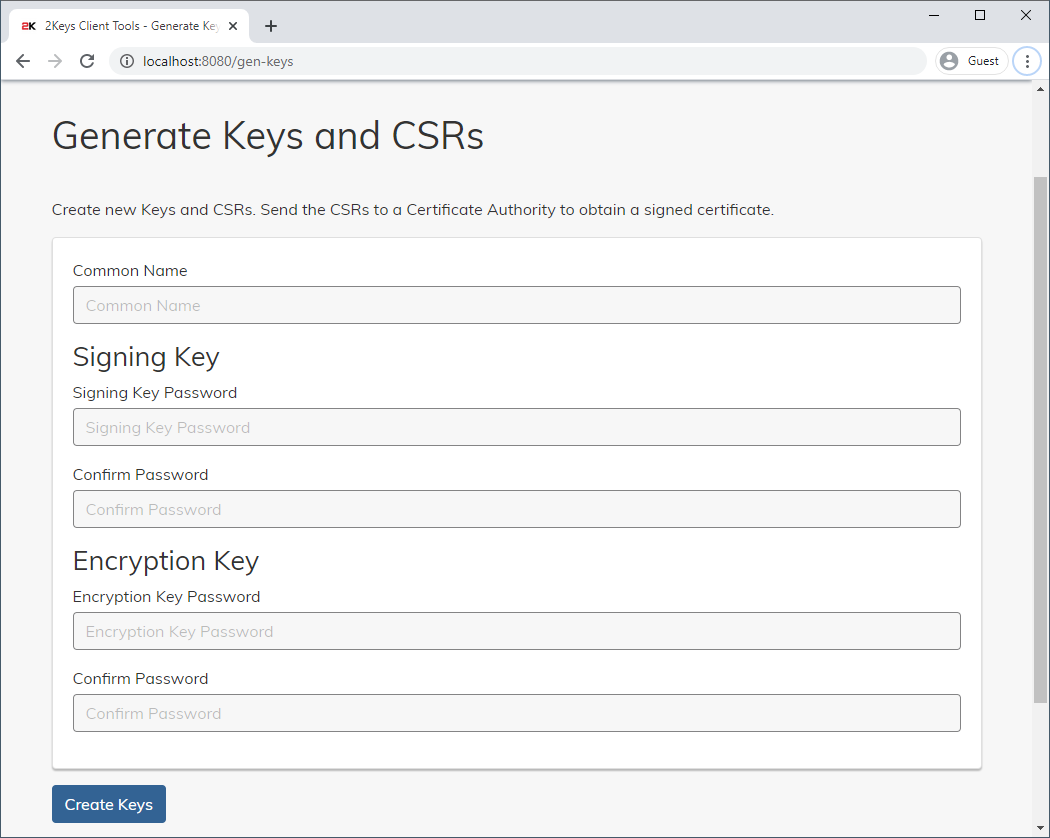 2K 2Keys Client Tools - Generate Key
localhost:8080/gen-keys
Guest
Generate Keys and CSRs
Create new Keys and CSRs. Send the CSRs to a Certificate Authority to obtain a signed certificate.
Common Name
Common Name
Signing Key
Signing Key Password
Signing Key Password
Confirm Password
Confirm Password
Encryption Key
Encryption Key Password
Encryption Key Password
Confirm Password
Confirm Password
Create Keys